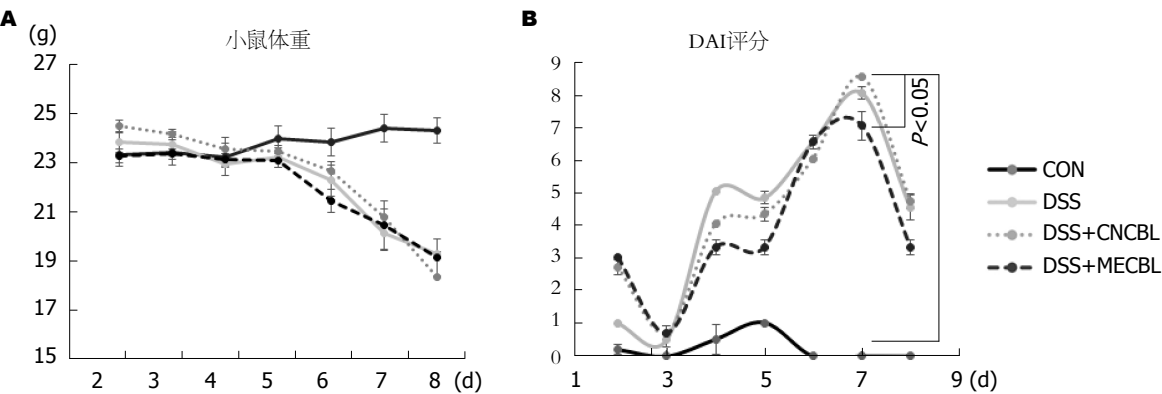 A
(g)
小鼠体重
27
25
23
21
19
17
15
2 3 4 5 6 7 8 (d)
B
DAI评分
9
8
7
6
5
4
3
2
1
0
1 3 5 7 9 (d)
P<0.05
CON
DSS
DSS+CNCBL
DSS+MECBL